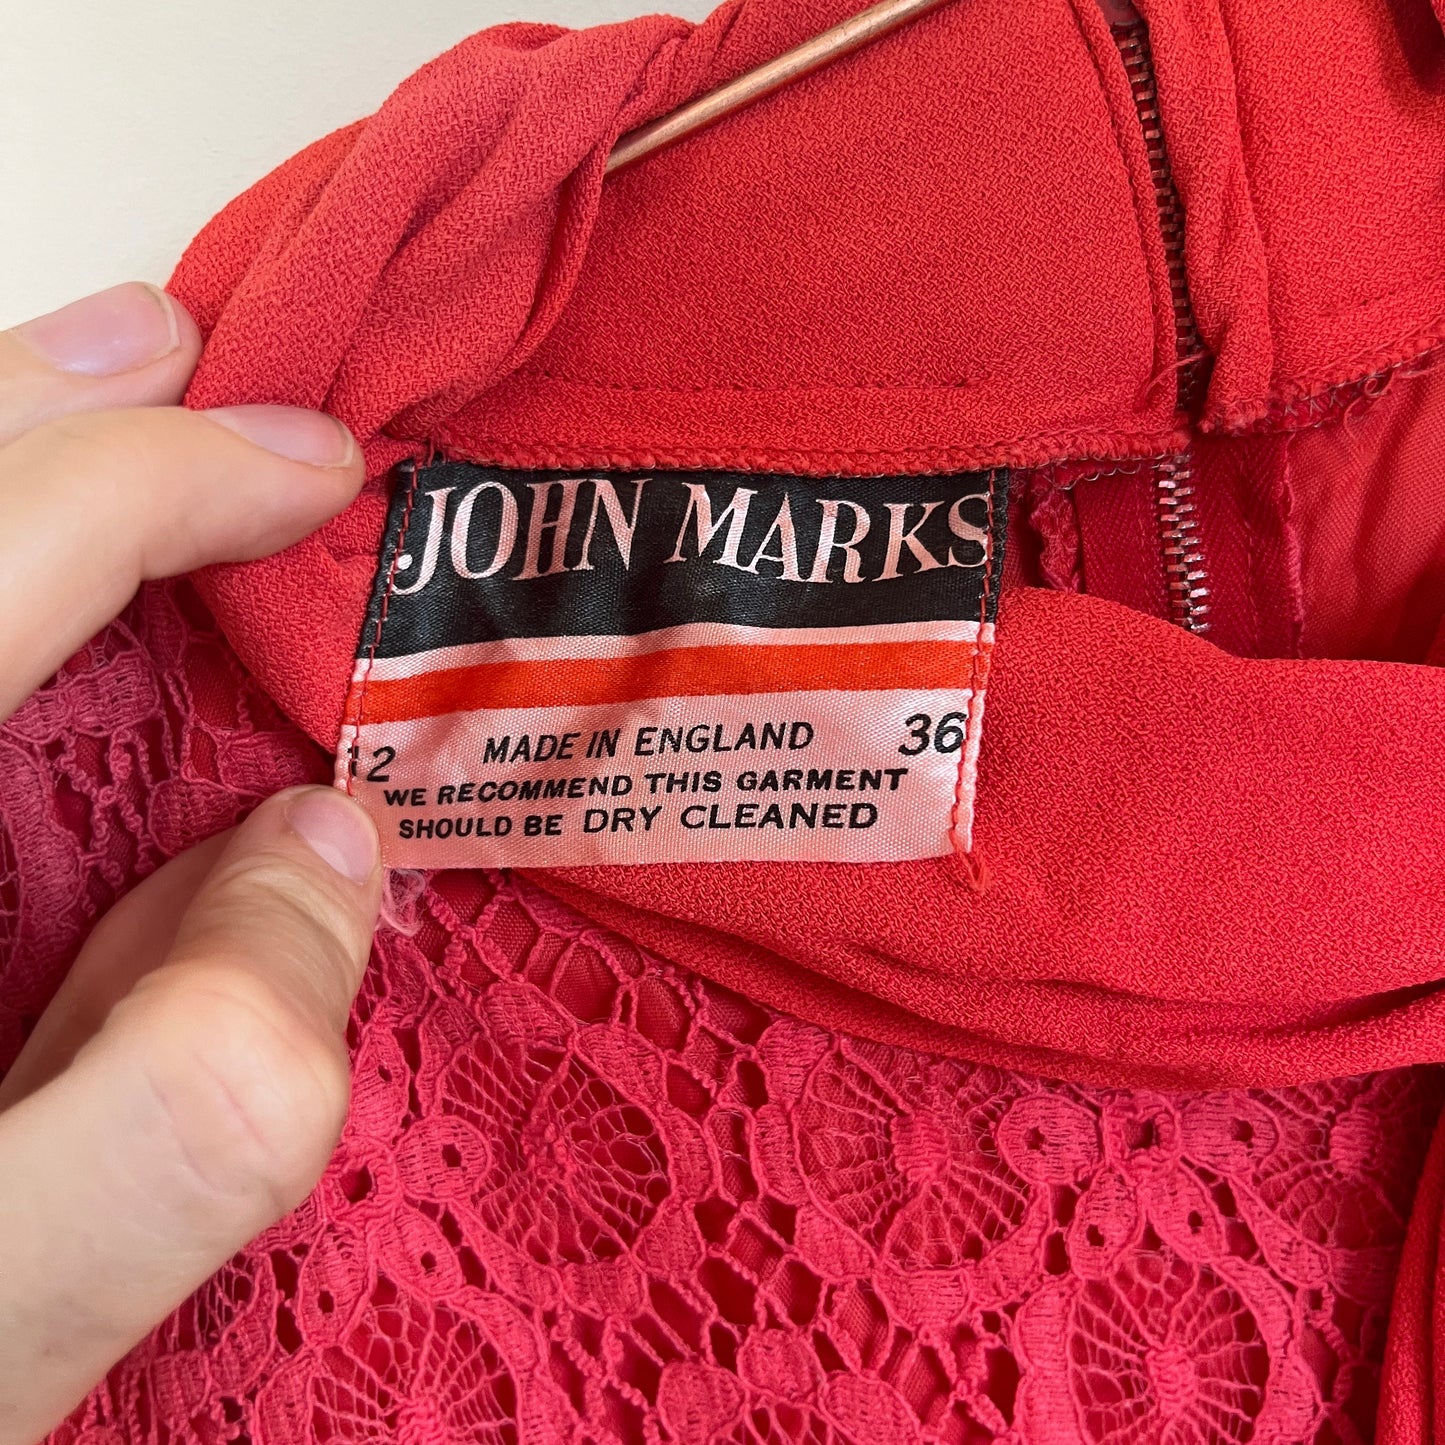 JOHN MARKS
12 MADE IN ENGLAND 36
WE RECOMMEND THIS GARMENT
SHOULD BE DRY CLEANED